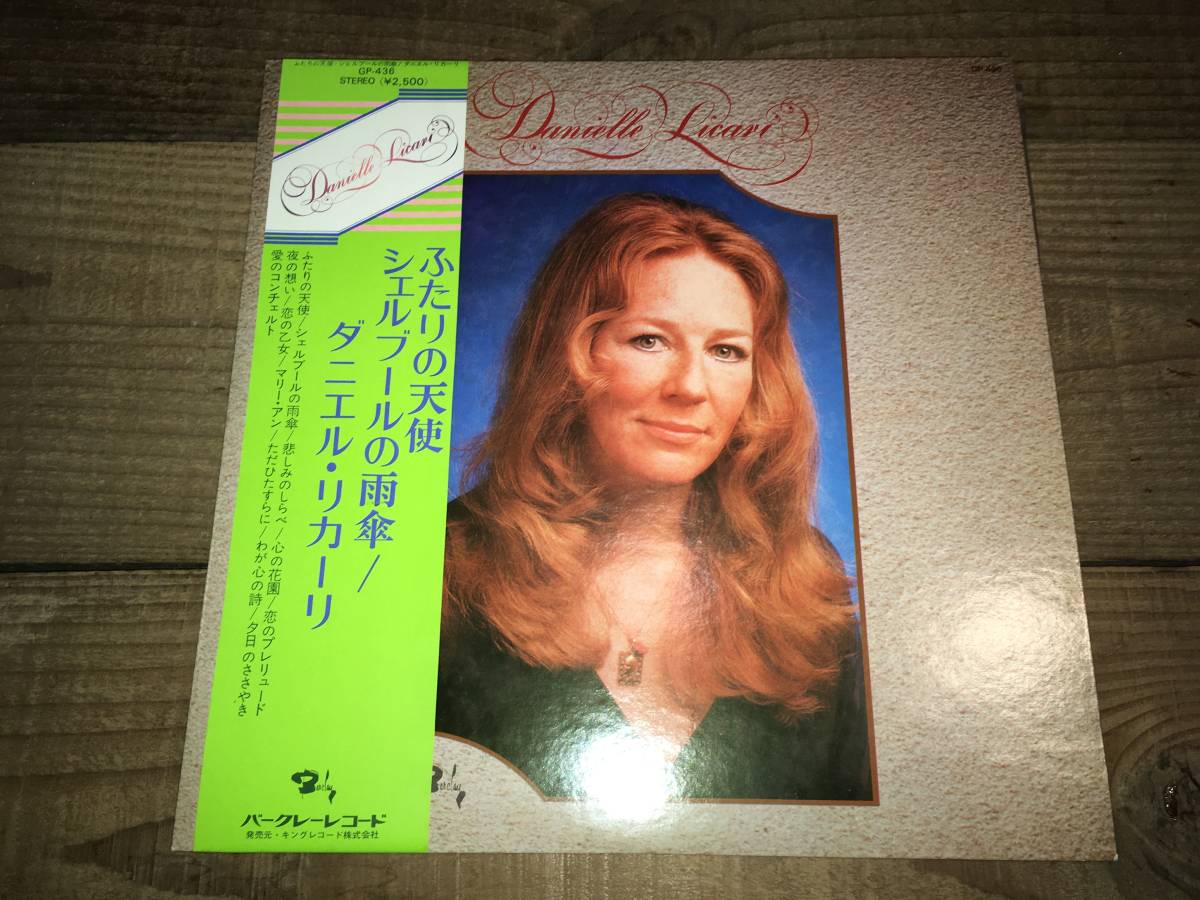 ふたりの天使/シェルブールの雨傘/ダニエル・リカーリ
GP-436
STEREO (¥2,500)
Danielle Licari
ふたりの天使
シェルブールの雨傘/
ダニエル・リカーリ
ふたりの天使/シェルブールの雨傘/悲しみのしらべ/心の花園/恋のプレリュード
夜の想い/恋の乙女/マリー・アン/ただひたすらに/わが心の詩/夕日のささやき
愛のコンチェルト
Barclay
バークレーレコード
発売元・キングレコード株式会社
Danielle Licari
Barclay